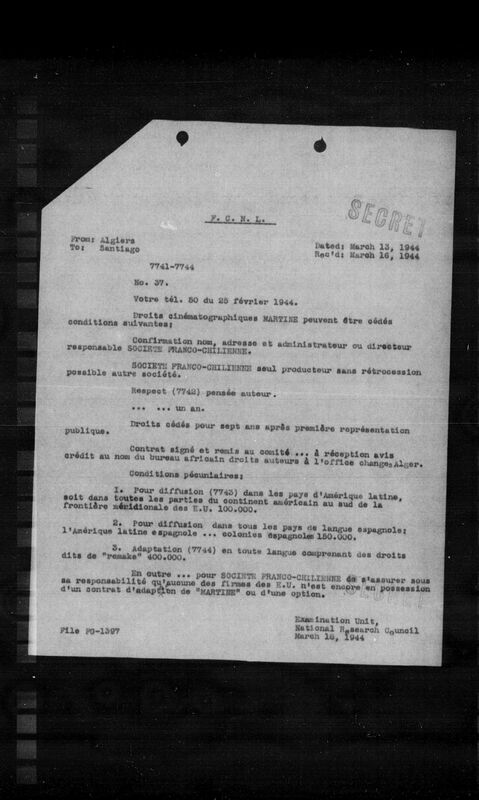 F. C. N. L.
SECRET
From: Algiers
To: Santiago
Dated: March 13, 1944
Rec'd: March 16, 1944
7741-7744
No. 37.
Votre tél. 50 du 25 février 1944.
Droits cinématographiques MARTINE peuvent être cédés
conditions suivantes;
Confirmation nom, adresse et administrateur ou directeur
responsable SOCIETE FRANCO-CHILIENNE.
SOCIETE FRANCO-CHILIENNE seul producteur sans rétrocession
possible autre société.
Respect (7742) pensée auteur.
... ... un an.
Droits cédés pour sept ans après première représentation
publique.
Contrat signé et remis au comité ... à réception avis
crédit au nom du bureau africain droits auteurs à l'office changes Alger.
Conditions pécuniaires;
1. Pour diffusion (7743) dans les pays d'Amérique latine,
soit dans toutes les parties du continent américain au sud de la
frontière méridionale des E.U. 100.000.
2. Pour diffusion dans tous les pays de langue espagnole;
l'Amérique latine espagnole ... colonies espagnoles 150.000.
3. Adaptation (7744) en toute langue comprenant des droits
dits de "remake" 400.000.
En outre ... pour SOCIETE FRANCO-CHILIENNE de s'assurer sous
sa responsabilité qu'aucune des firmes des E.U. n'est encore en possession
d'un contrat d'adaption de "MARTINE" ou d'une option.
Examination Unit,
National Research Council
March 18, 1944
File FG-1397